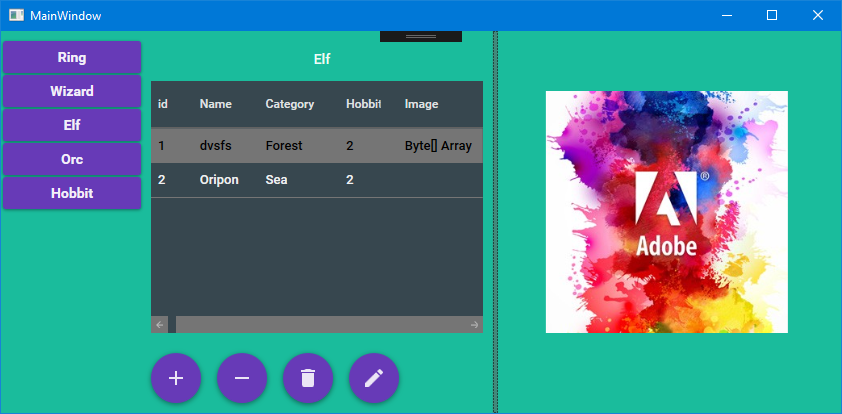 MainWindow
Ring
Wizard
Elf
Orc
Hobbit
Elf
id Name Category Hobbit Image
1 dvsfs Forest 2 Byte[] Array
2 Oripon Sea 2
Adobe ®